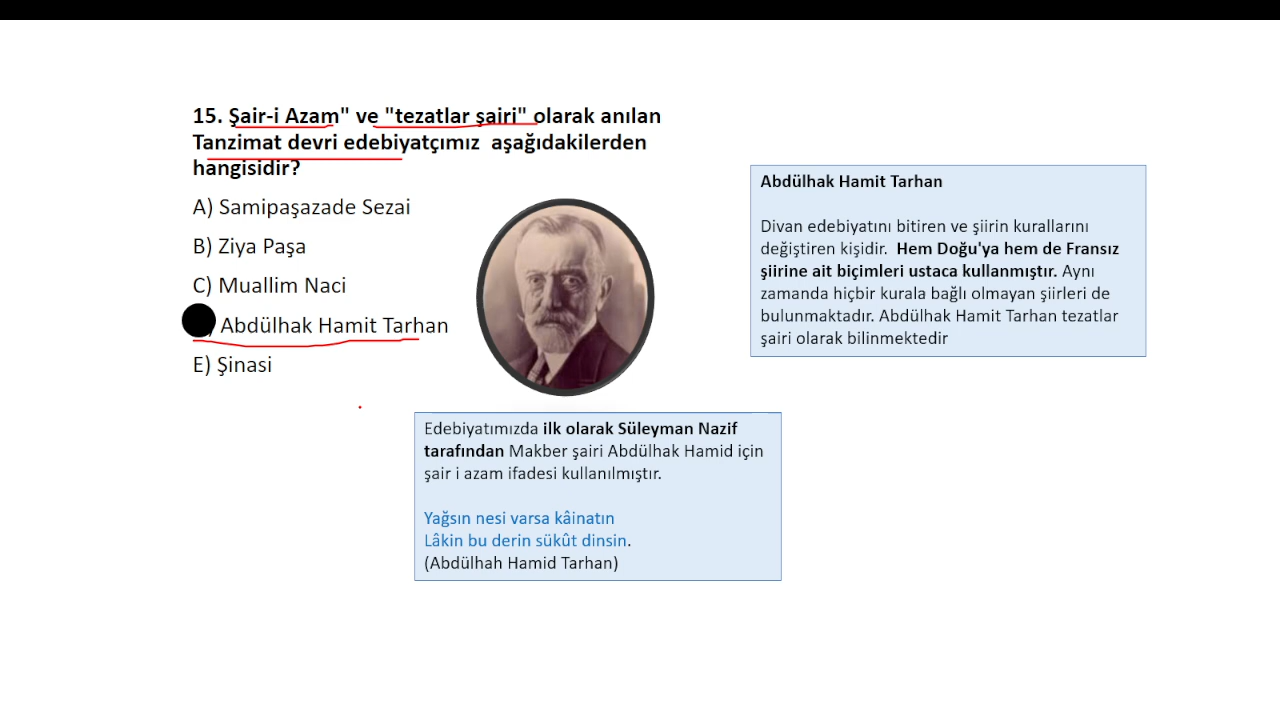 15. Şair-i Azam" ve "tezatlar şairi" olarak anılan
Tanzimat devri edebiyatçımız aşağıdakilerden
hangisidir?
A) Samipaşazade Sezai
B) Ziya Paşa
C) Muallim Naci
) Abdülhak Hamit Tarhan
E) Şinasi
Abdülhak Hamit Tarhan
Divan edebiyatını bitiren ve şiirin kurallarını
değiştiren kişidir. Hem Doğu'ya hem de Fransız
şiirine ait biçimleri ustaca kullanmıştır. Aynı
zamanda hiçbir kurala bağlı olmayan şiirleri de
bulunmaktadır. Abdülhak Hamit Tarhan tezatlar
şairi olarak bilinmektedir
Edebiyatımızda ilk olarak Süleyman Nazif
tarafından Makber şairi Abdülhak Hamid için
şair i azam ifadesi kullanılmıştır.
Yağsın nesi varsa kâinatın
Lâkin bu derin sükût dinsin.
(Abdülhah Hamid Tarhan)